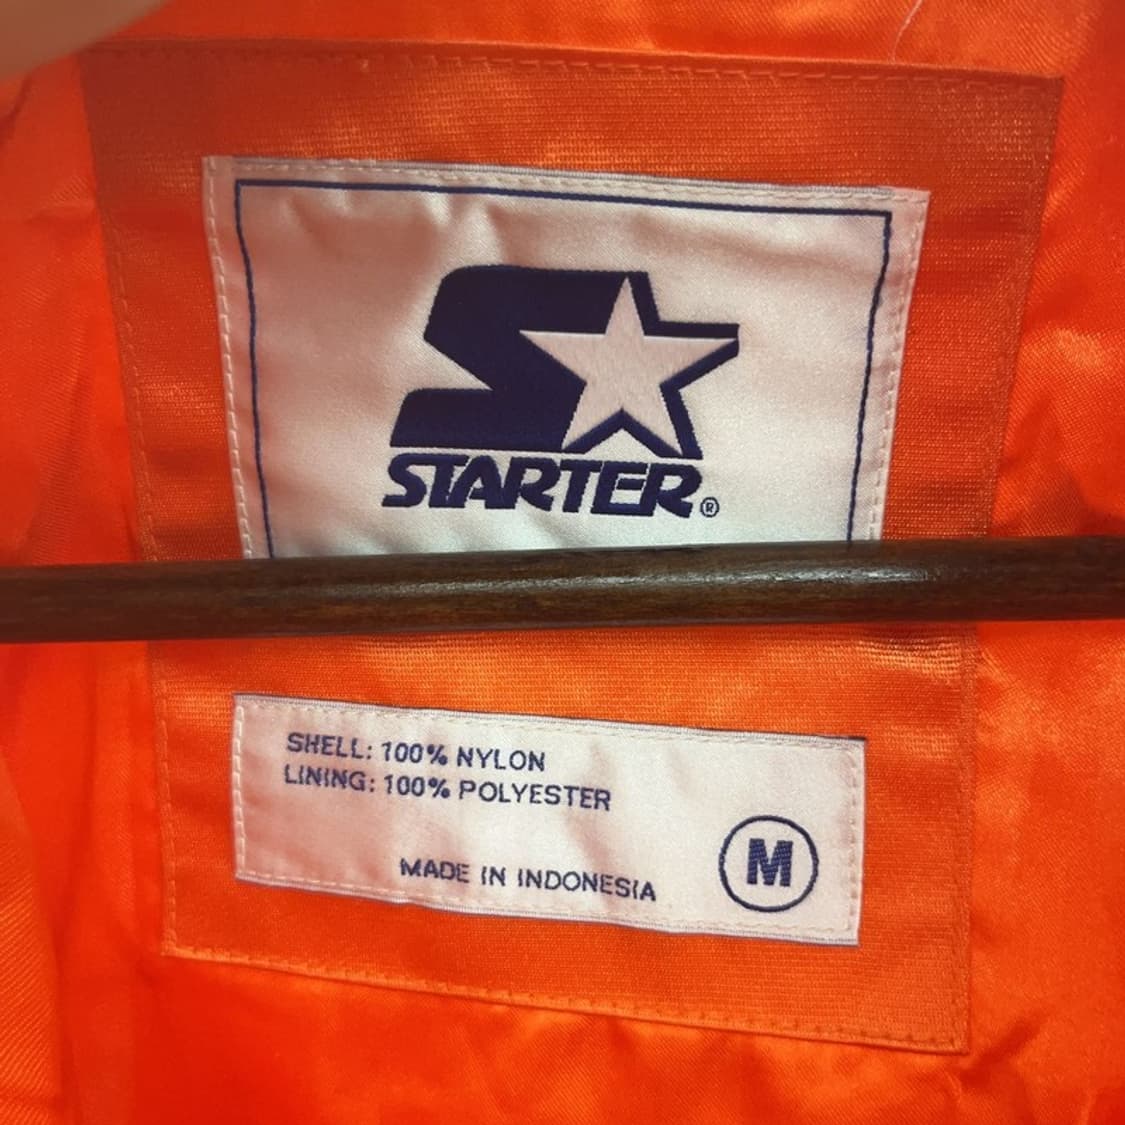 STARTER®
SHELL: 100% NYLON
LINING: 100% POLYESTER
MADE IN INDONESIA
M